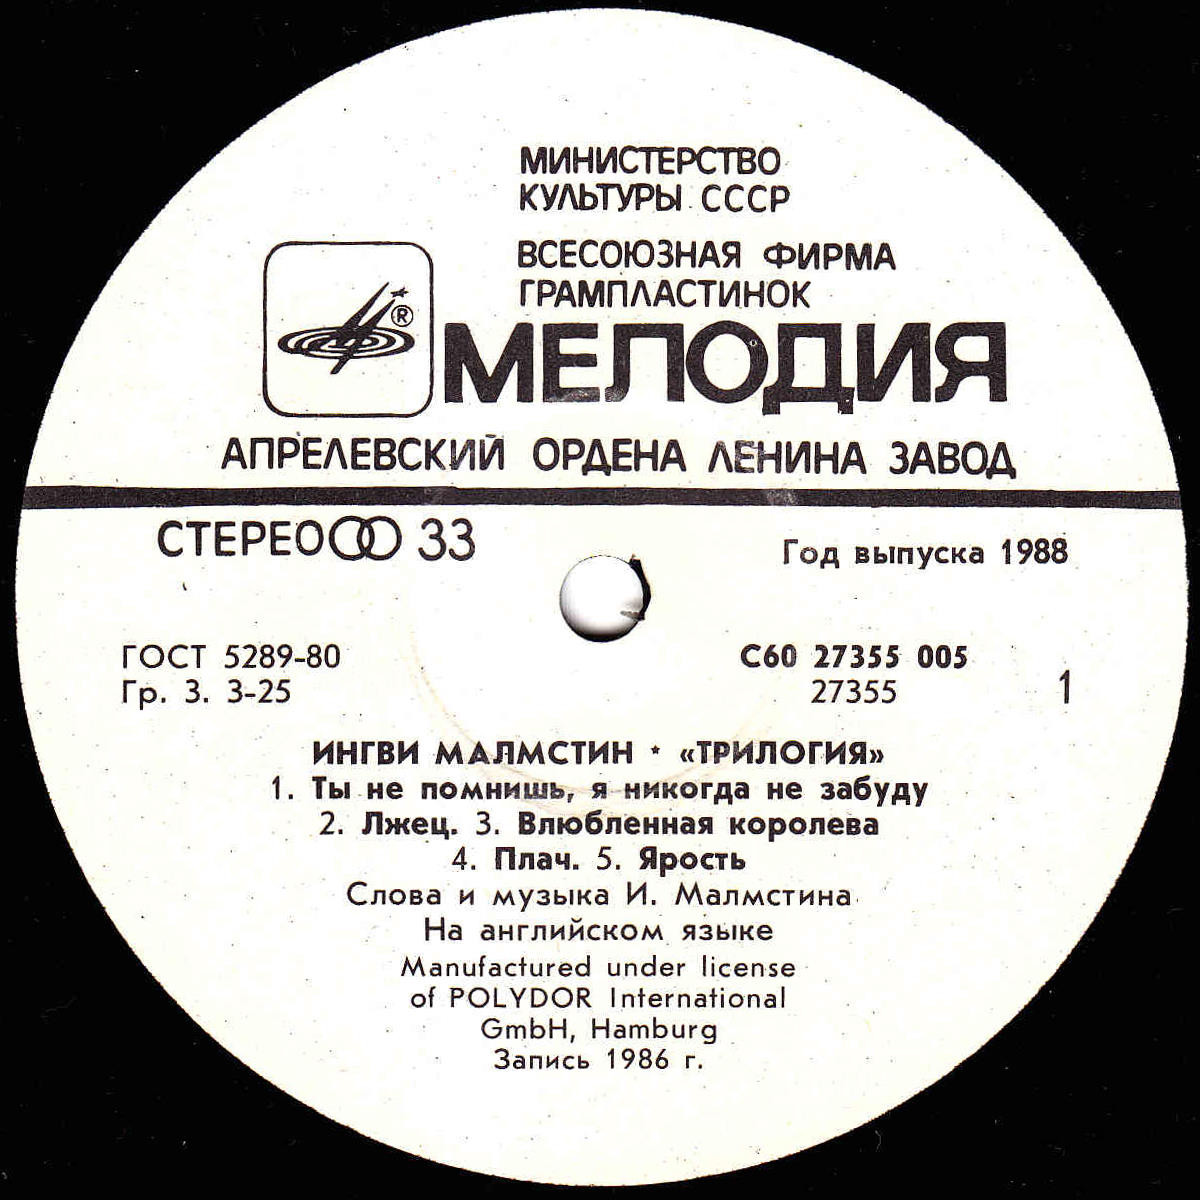 МИНИСТЕРСТВО
КУЛЬТУРЫ СССР
ВСЕСОЮЗНАЯ ФИРМА
ГРАМПЛАСТИНОК
®
МЕЛОДИЯ
АПРЕЛЕВСКИЙ ОРДЕНА ЛЕНИНА ЗАВОД
СТЕРЕО 33
Год выпуска 1988
ГОСТ 5289-80
Гр. 3. 3-25
С60 27355 005
27355
1
ИНГВИ МАЛМСТИН * «ТРИЛОГИЯ»
1. Ты не помнишь, я никогда не забуду
2. Лжец. 3. Влюбленная королева
4. Плач. 5. Ярость
Слова и музыка И. Малмстина
На английском языке
Manufactured under license
of POLYDOR International
GmbH, Hamburg
Запись 1986 г.